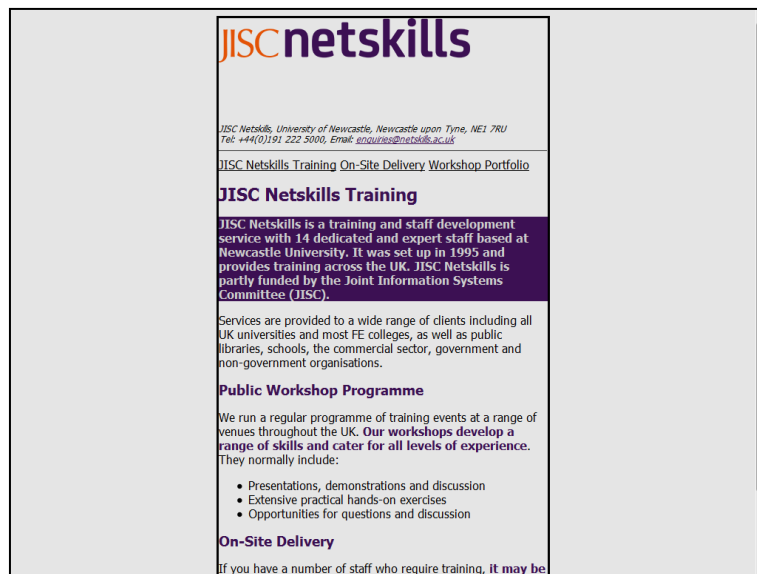 JISC netskills
JISC Netskills, University of Newcastle, Newcastle upon Tyne, NE1 7RU
Tel: +44(0)191 222 5000, Email: enquiries@netskills.ac.uk
JISC Netskills Training On-Site Delivery Workshop Portfolio
JISC Netskills Training
JISC Netskills is a training and staff development
service with 14 dedicated and expert staff based at
Newcastle University. It was set up in 1995 and
provides training across the UK. JISC Netskills is
partly funded by the Joint Information Systems
Committee (JISC).
Services are provided to a wide range of clients including all
UK universities and most FE colleges, as well as public
libraries, schools, the commercial sector, government and
non-government organisations.
Public Workshop Programme
We run a regular programme of training events at a range of
venues throughout the UK. Our workshops develop a
range of skills and cater for all levels of experience.
They normally include:
• Presentations, demonstrations and discussion
• Extensive practical hands-on exercises
• Opportunities for questions and discussion
On-Site Delivery
If you have a number of staff who require training, it may be